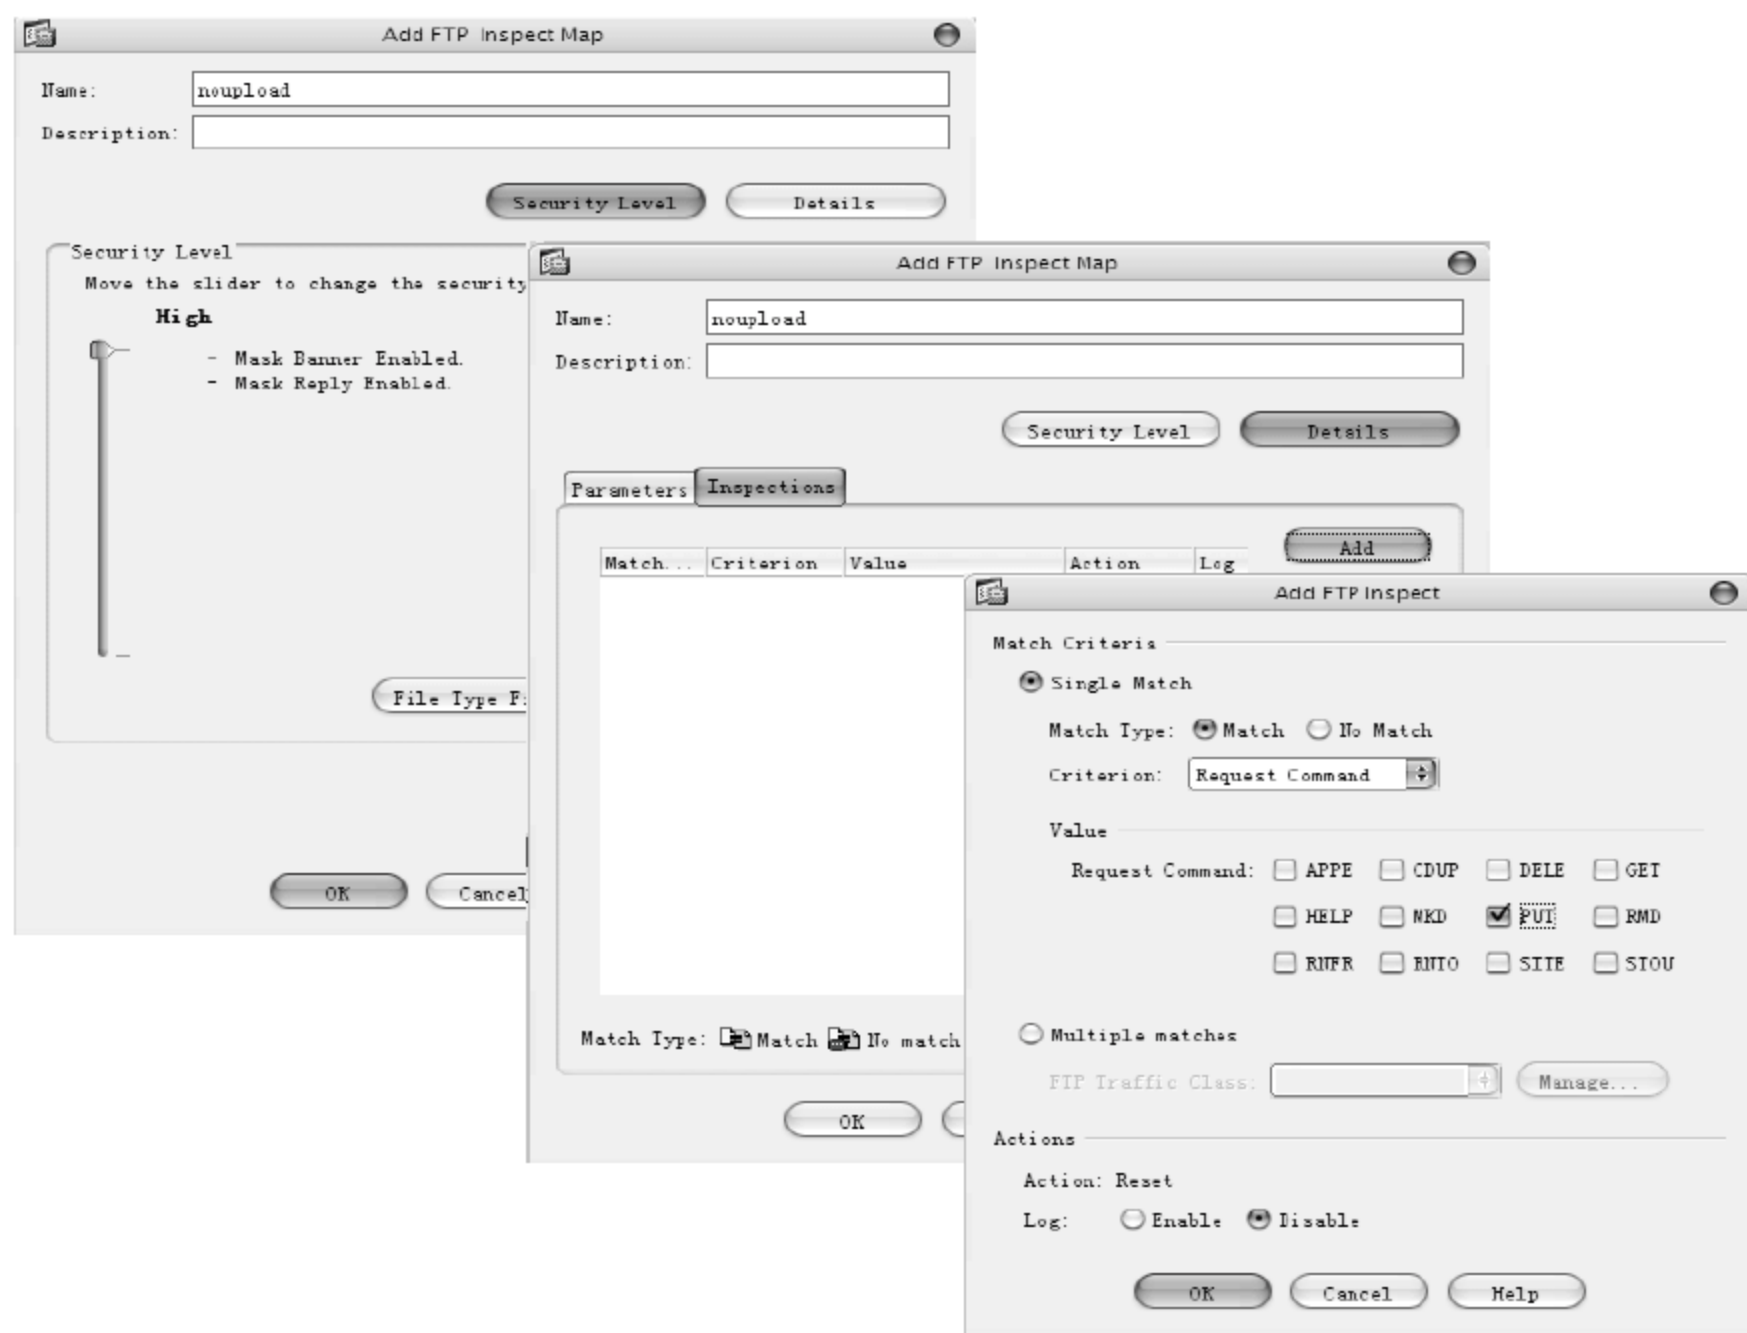 Add FTP Inspect Map
Name: noupload
Description:
Security Level Details
Security Level
Move the slider to change the security
High
- Mask Banner Enabled.
- Mask Reply Enabled.
File Type F
OK Cancel
Add FTP Inspect Map
Name: noupload
Description:
Security Level Details
Parameters Inspections
Add
Match... Criterion Value Action Log
Match Type: Match No match
OK
Add FTP Inspect
Match Criteria
Single Match
Match Type: Match No Match
Criterion: Request Command
Value
Request Command: APPE CDUP DELE GET
HELP MKD PUT RMD
RNFR RNTO SITE STOU
Multiple matches
FTP Traffic Class: Manage...
Actions
Action: Reset
Log: Enable Disable
OK Cancel Help